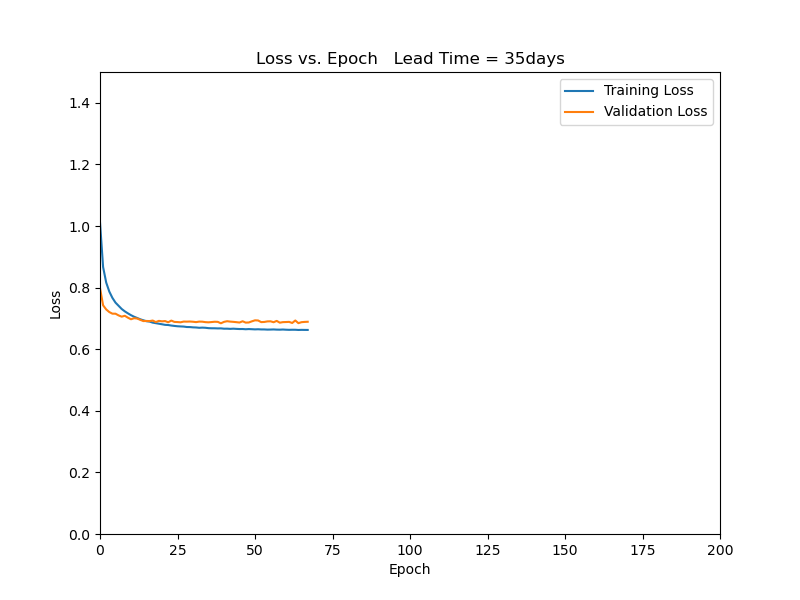 Loss vs. Epoch   Lead Time = 35days
Training Loss
Validation Loss
1.4
1.2
1.0
0.8
0.6
0.4
0.2
0.0
Loss
0 25 50 75 100 125 150 175 200
Epoch